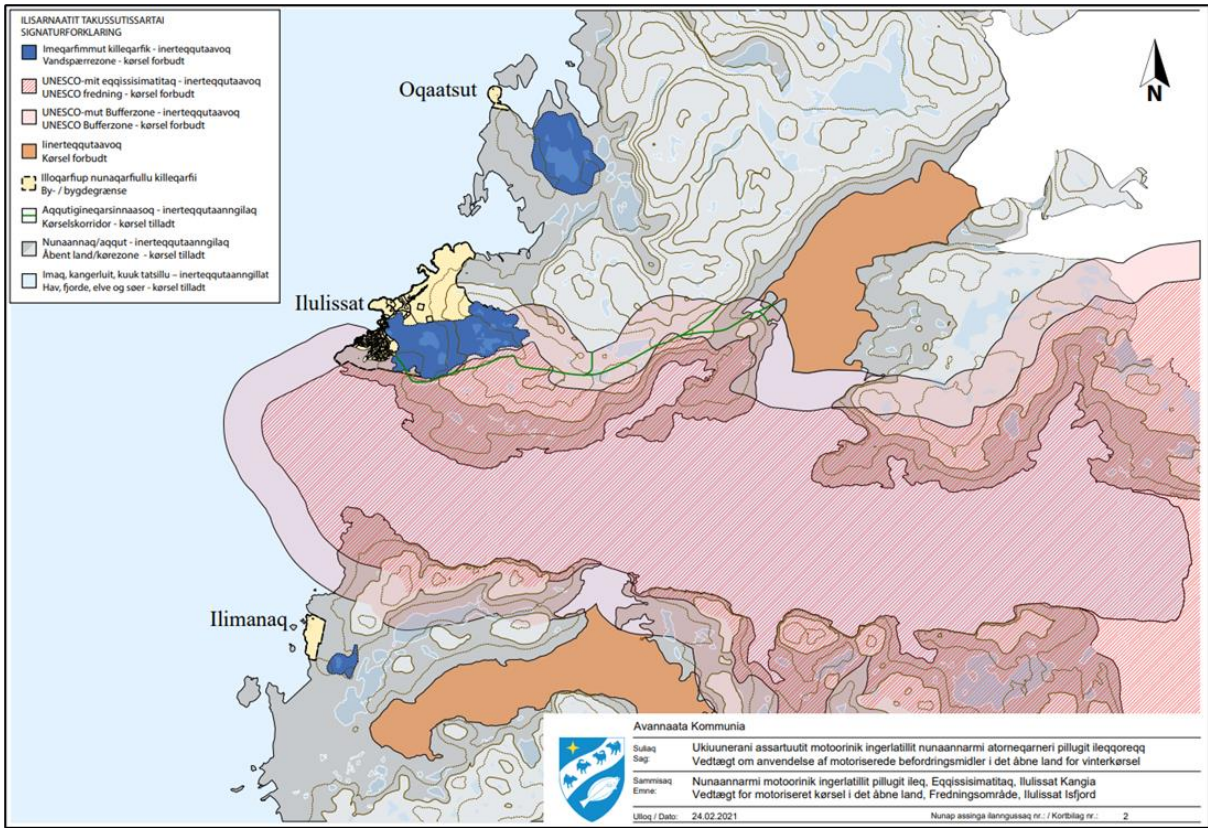 ILISARNAATIT TAKUSSUTISSARTAI
SIGNATURFORKLARING
Imeqarfimmut killeqarfik - inerteqqutaavoq
Vandspærrezone - kørsel forbudt
UNESCO-mit eqqissisimatitaq - inerteqqutaavoq
UNESCO fredning - kørsel forbudt
UNESCO-mut Bufferzone - inerteqqutaavoq
UNESCO Bufferzone - kørsel forbudt
Iinerteqqutaavoq
Kørsel forbudt
Illoqarfiup nunaqarfiullu killeqarfii
By- / bygdegrænse
Aqqutigineqarsinnaasoq - inerteqqutaanngilaq
Kørselskorridor - kørsel tilladt
Nunaannaq/aqqut - inerteqqutaanngilaq
Åbent land/kørezone - kørsel tilladt
Imaq, kangerluit, kuuk tatsillu – inerteqqutaanngillat
Hav, fjorde, elve og søer - kørsel tilladt
N
Oqaatsut
Ilulissat
Ilimanaq
Avannaata Kommunia
Suliaq Ukiuunerani assartuutit motoorinik ingerlatillit nunaannarmi atorneqarneri pillugit ileqqoreqq
Sag: Vedtægt om anvendelse af motoriserede befordringsmidler i det åbne land for vinterkørsel
Sammisaq Nunaannarmi motoorinik ingerlatillit pillugit ileq, Eqqissisimatitaq, Ilulissat Kangia
Emne: Vedtægt for motoriseret kørsel i det åbne land, Fredningsområde, Ilulissat Isfjord
Ulloq / Dato: 24.02.2021 Nunap assinga ilanngussaq nr.: / Kortbilag nr.: 2